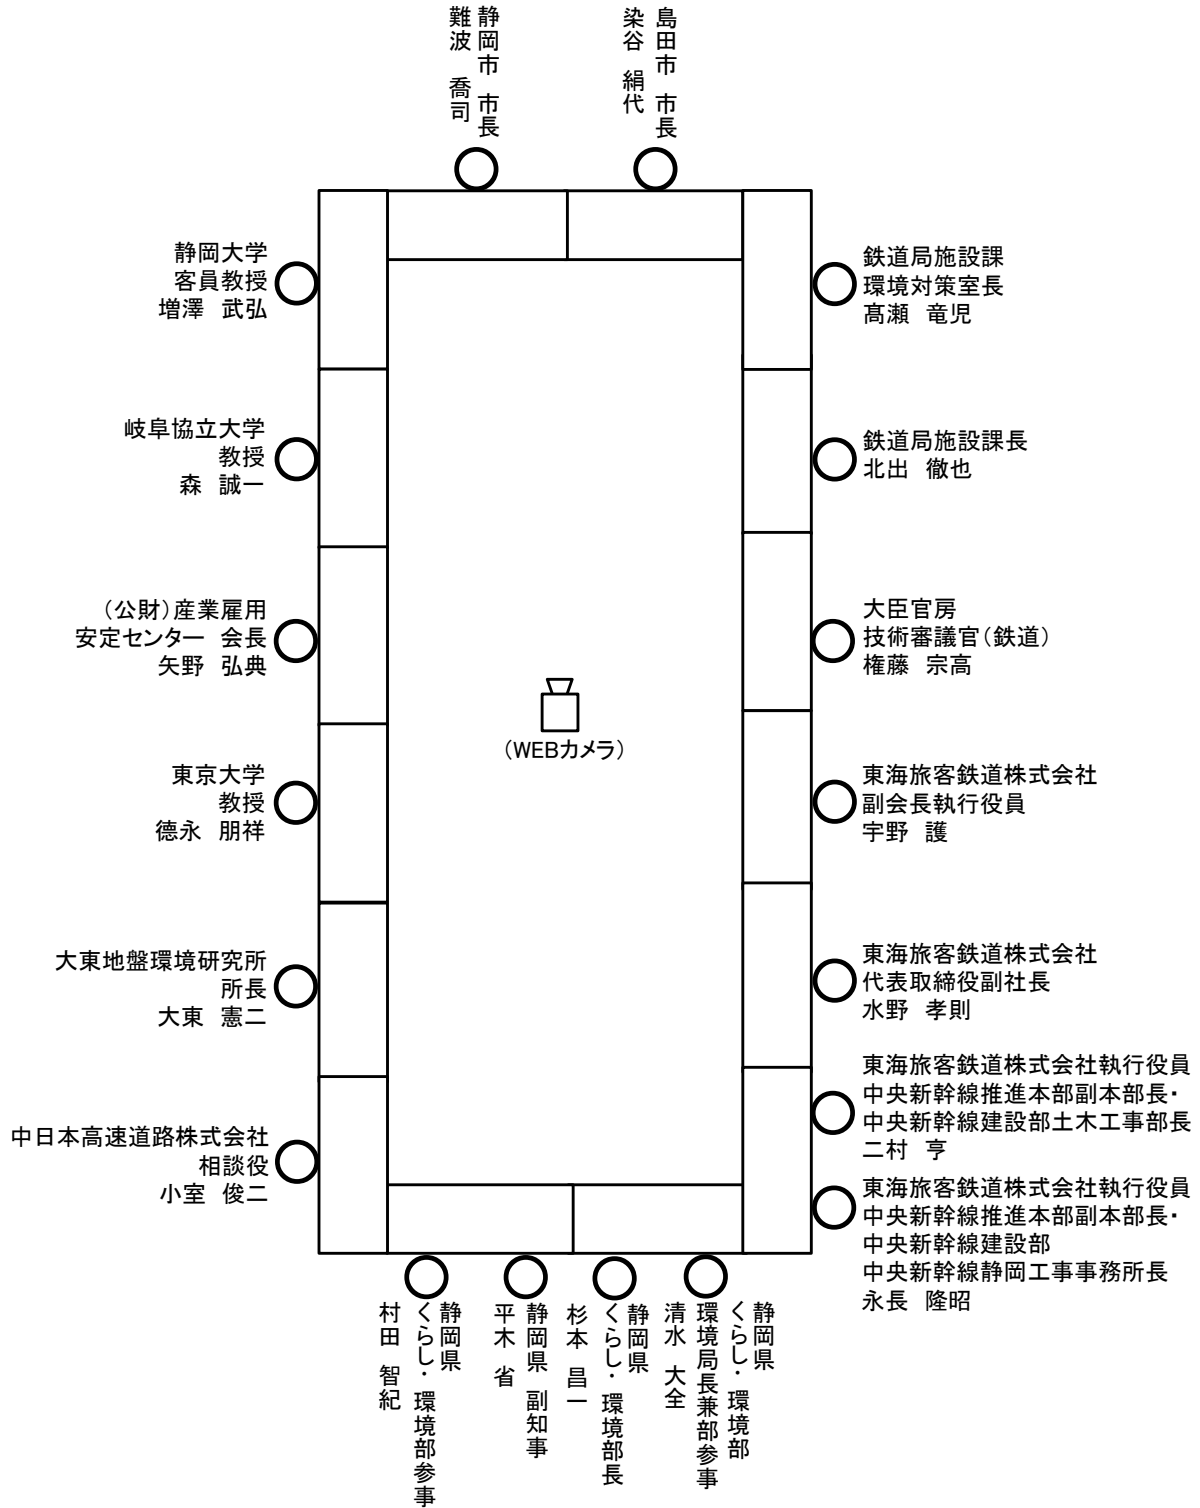 静岡市 市長
難波 喬司
島田市 市長
染谷 絹代
静岡大学
客員教授
増澤 武弘
岐阜協立大学
教授
森 誠一
（公財）産業雇用
安定センター 会長
矢野 弘典
東京大学
教授
德永 朋祥
大東地盤環境研究所
所長
大東 憲二
中日本高速道路株式会社
相談役
小室 俊二
鉄道局施設課
環境対策室長
髙瀬 竜児
鉄道局施設課長
北出 徹也
大臣官房
技術審議官（鉄道）
権藤 宗高
（WEBカメラ）
東海旅客鉄道株式会社
副会長執行役員
宇野 護
東海旅客鉄道株式会社
代表取締役副社長
水野 孝則
東海旅客鉄道株式会社執行役員
中央新幹線推進本部副本部長・
中央新幹線建設部土木工事部長
二村 亨
東海旅客鉄道株式会社執行役員
中央新幹線推進本部副本部長・
中央新幹線建設部
中央新幹線静岡工事事務所長
永長 隆昭
静岡県
くらし・環境部参事
村田 智紀
静岡県 副知事
平木 省
静岡県
くらし・環境部長
杉本 昌一
静岡県
くらし・環境部
環境局長兼部参事
清水 大全